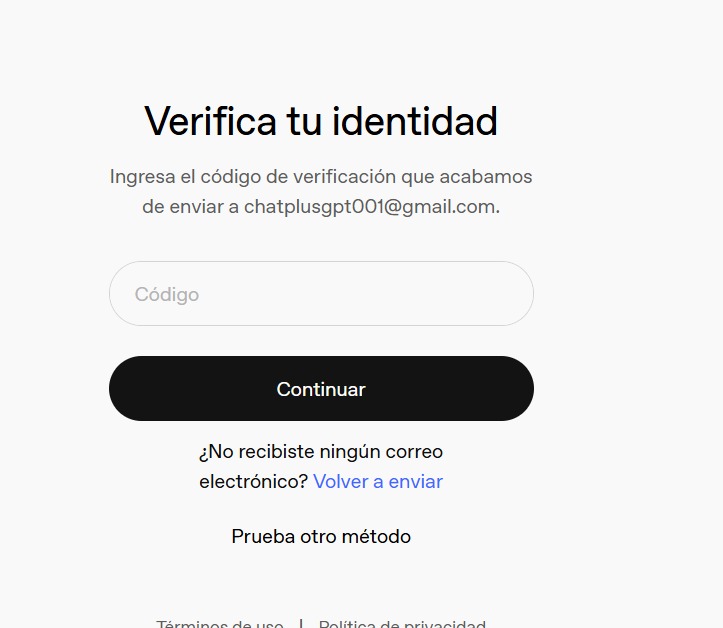 Verifica tu identidad
Ingresa el código de verificación que acabamos
de enviar a chatplusgpt001@gmail.com.
Código
Continuar
¿No recibiste ningún correo
electrónico? Volver a enviar
Prueba otro método
Términos de uso | Política de privacidad